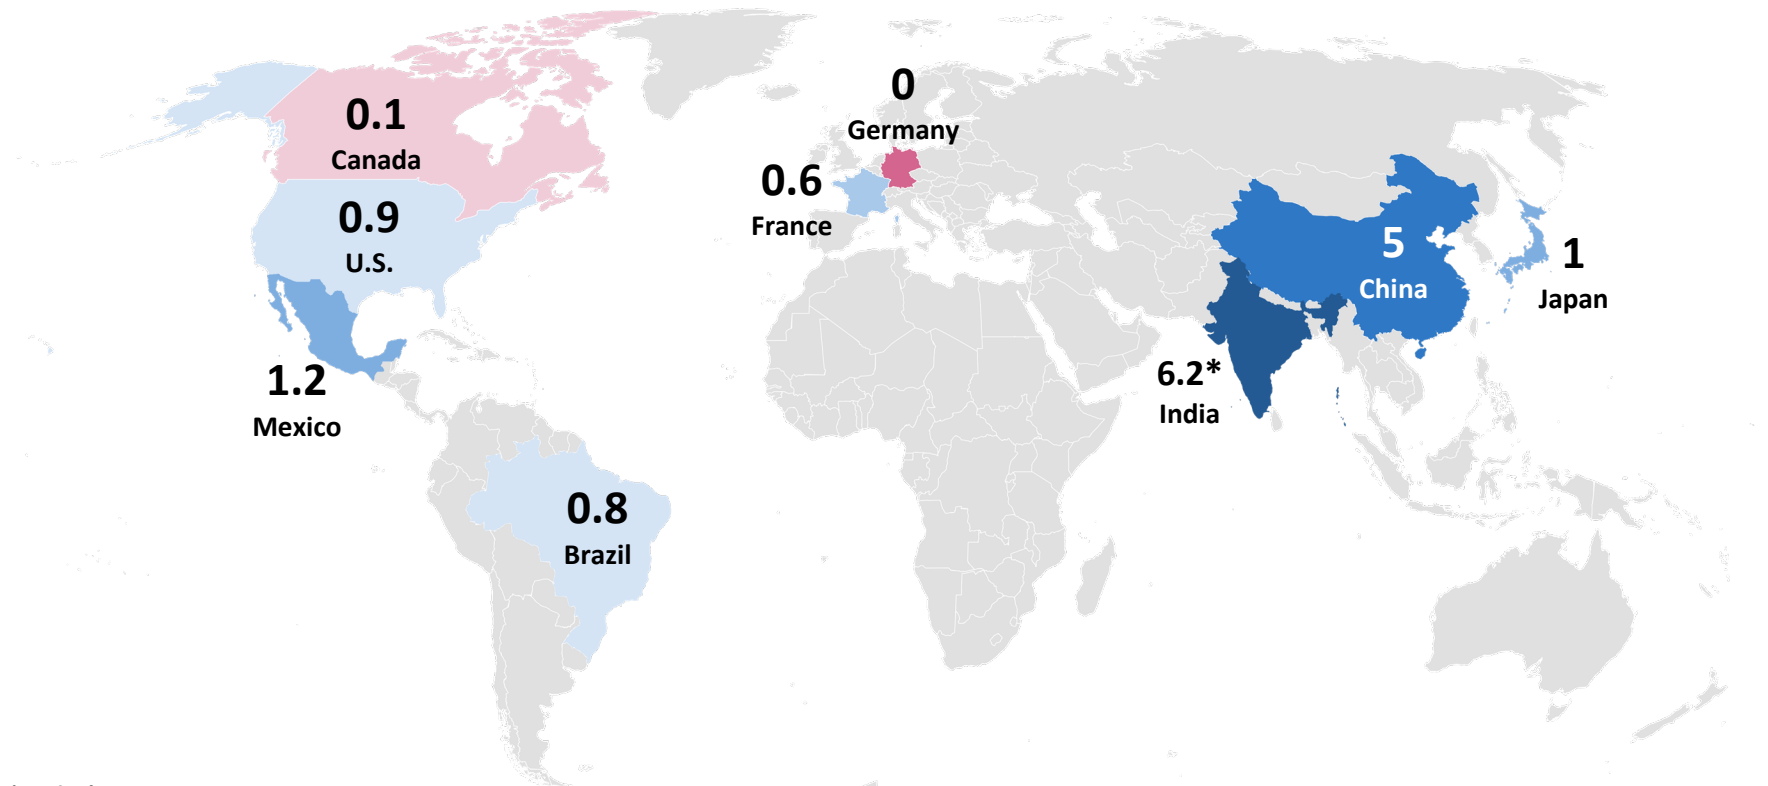 0.1
Canada
0.9
U.S.
1.2
Mexico
0.8
Brazil
0
Germany
0.6
France
5
China
6.2*
India
1
Japan